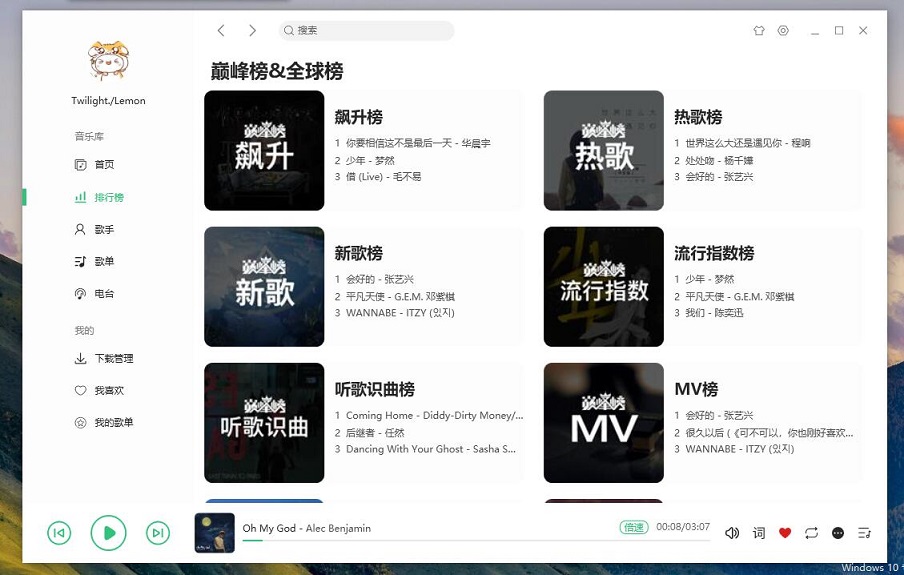 搜索
Twilight./Lemon
音乐库
首页
排行榜
歌手
歌单
电台
我的
下载管理
我喜欢
我的歌单
巅峰榜&全球榜
巅峰榜
飙升
飙升榜
1 你要相信这不是最后一天 - 华晨宇
2 少年 - 梦然
3 借 (Live) - 毛不易
巅峰榜
热歌
热歌榜
1 世界这么大还是遇见你 - 程响
2 处处吻 - 杨千嬅
3 会好的 - 张艺兴
巅峰榜
新歌
新歌榜
1 会好的 - 张艺兴
2 平凡天使 - G.E.M. 邓紫棋
3 WANNABE - ITZY (있지)
巅峰榜
流行指数
流行指数榜
1 少年 - 梦然
2 平凡天使 - G.E.M. 邓紫棋
3 我们 - 陈奕迅
巅峰榜
听歌识曲
听歌识曲榜
1 Coming Home - Diddy-Dirty Money/...
2 后继者 - 任然
3 Dancing With Your Ghost - Sasha S...
巅峰榜
MV
MV榜
1 会好的 - 张艺兴
2 很久以后 (《可不可以，你也刚好喜欢...
3 WANNABE - ITZY (있지)
Oh My God - Alec Benjamin
倍速
00:08/03:07
词
Windows 10